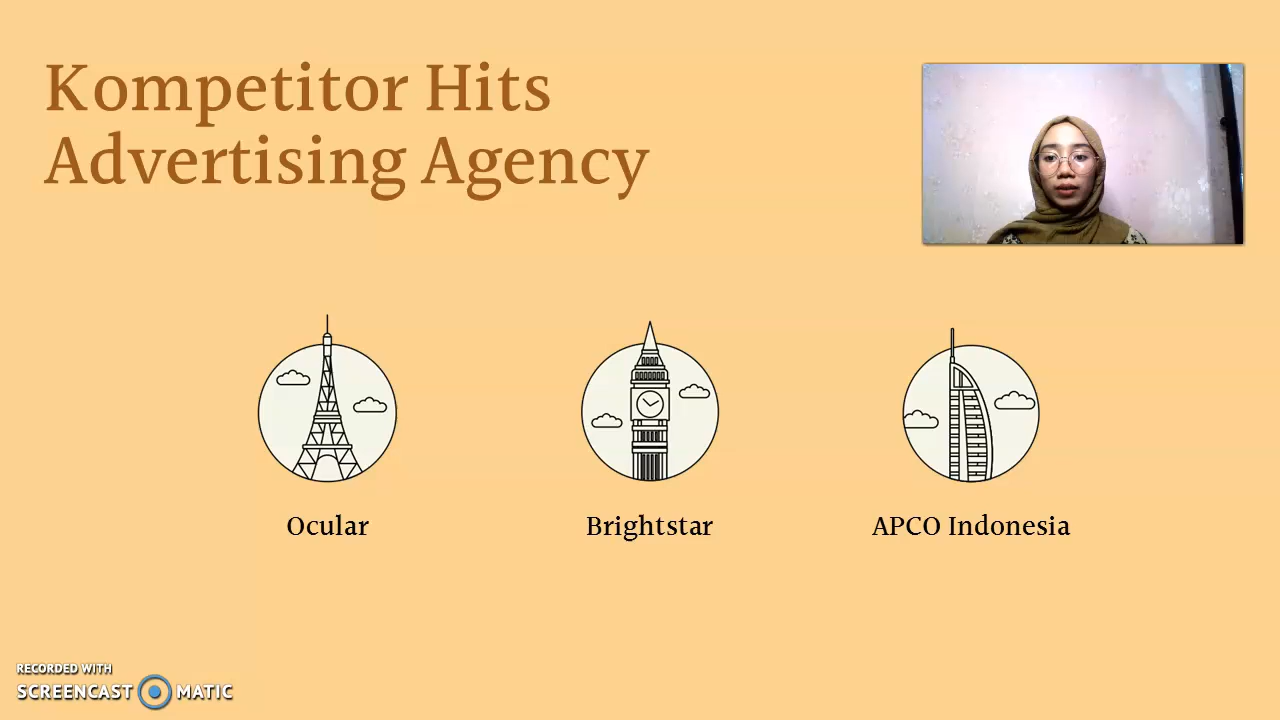 Kompetitor Hits
Advertising Agency
Ocular
Brightstar
APCO Indonesia
RECORDED WITH
SCREENCAST MATIC